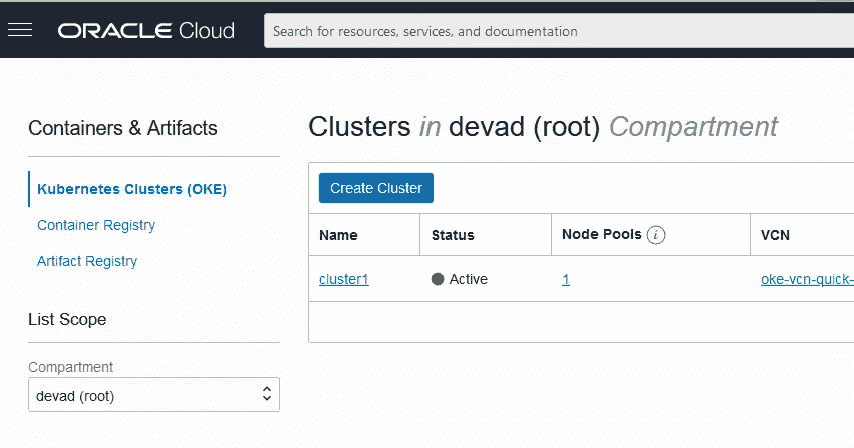 ORACLE Cloud
Search for resources, services, and documentation
Containers & Artifacts
Kubernetes Clusters (OKE)
Container Registry
Artifact Registry
List Scope
Compartment
devad (root)
Clusters in devad (root) Compartment
Create Cluster
Name Status Node Pools i VCN
cluster1 Active 1 oke-vcn-quick-